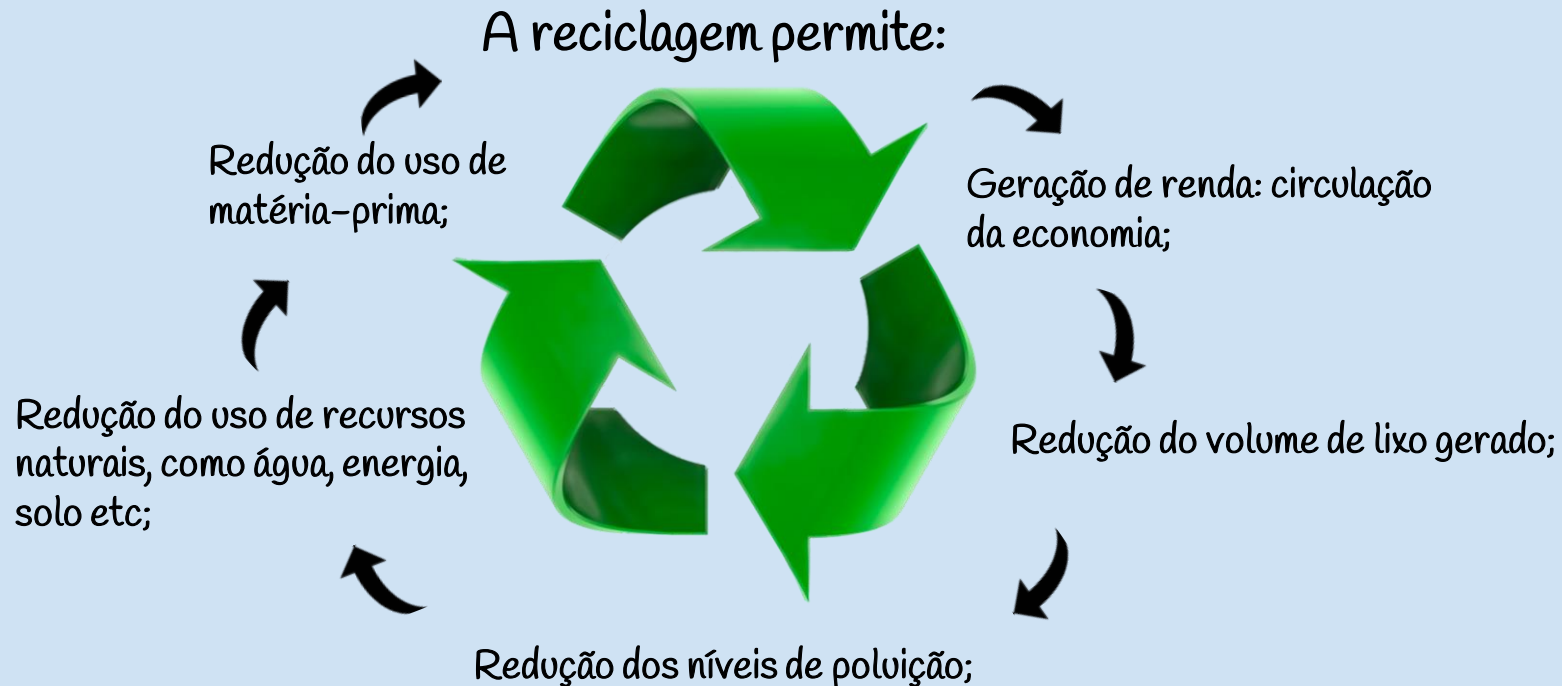 A reciclagem permite:
Geração de renda: circulação
da economia;
Redução do volume de lixo gerado;
Redução dos níveis de poluição;
Redução do uso de recursos
naturais, como água, energia,
solo etc;
Redução do uso de
matéria-prima;